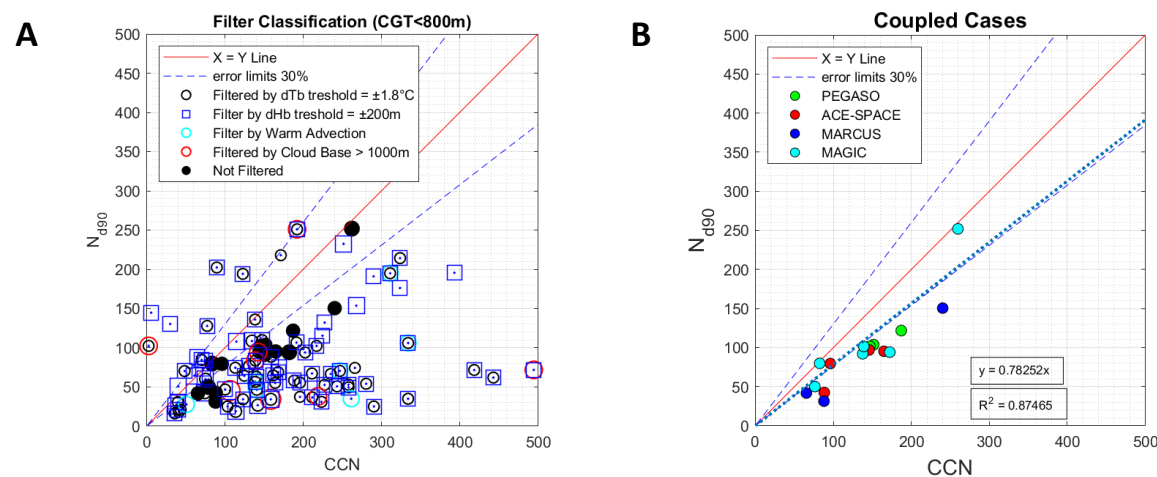 A
Filter Classification (CGT<800m)
500
450
400
350
300
250
200
150
100
50
0
N_d90
X = Y Line
error limits 30%
Filtered by dTb treshold = ±1.8°C
Filter by dHb treshold = ±200m
Filter by Warm Advection
Filtered by Cloud Base > 1000m
Not Filtered
0 100 200 300 400 500
CCN
B
Coupled Cases
500
450
400
350
300
250
200
150
100
50
0
N_d90
X = Y Line
error limits 30%
PEGASO
ACE-SPACE
MARCUS
MAGIC
y = 0.78252x
R² = 0.87465
0 100 200 300 400 500
CCN